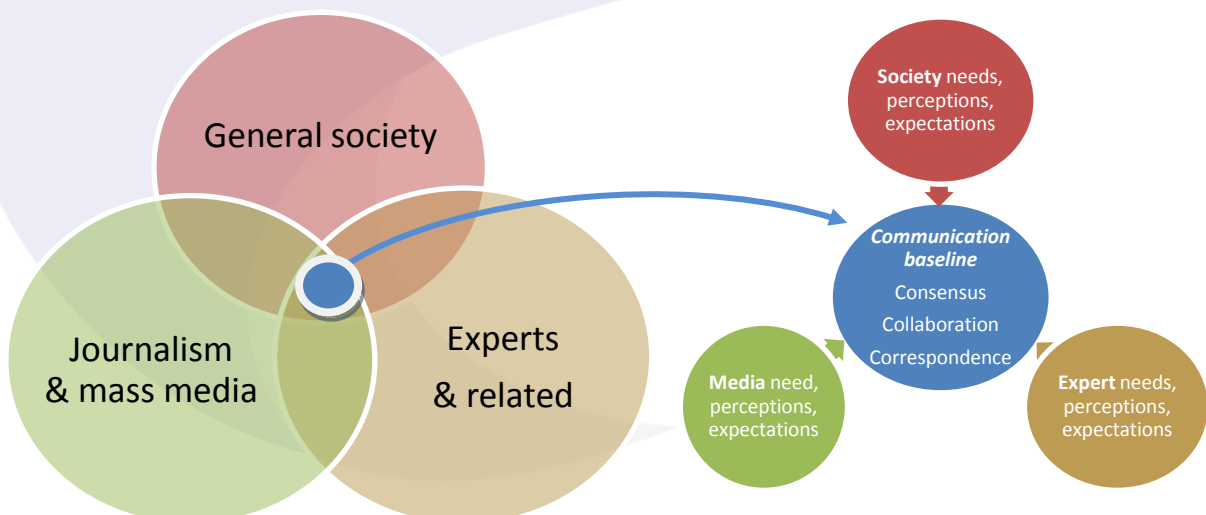 General society
Journalism
& mass media
Experts
& related
Society needs,
perceptions,
expectations
Communication
baseline
Consensus
Collaboration
Correspondence
Media need,
perceptions,
expectations
Expert needs,
perceptions,
expectations